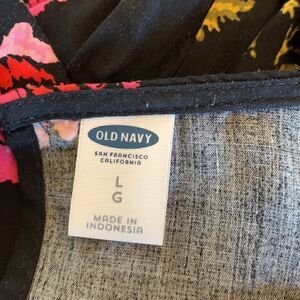 OLD NAVY
SAN FRANCISCO
CALIFORNIA
L
G
MADE IN
INDONESIA